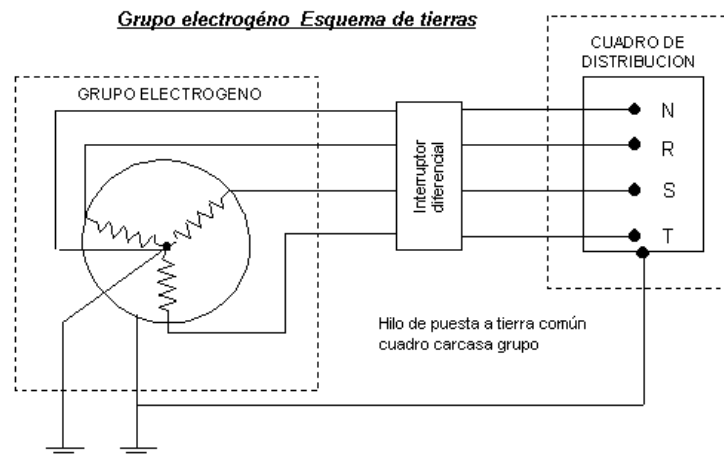 Grupo electrogéno Esquema de tierras
CUADRO DE
DISTRIBUCION
GRUPO ELECTROGENO
N
R
S
T
Interruptor
diferencial
Hilo de puesta a tierra común
cuadro carcasa grupo